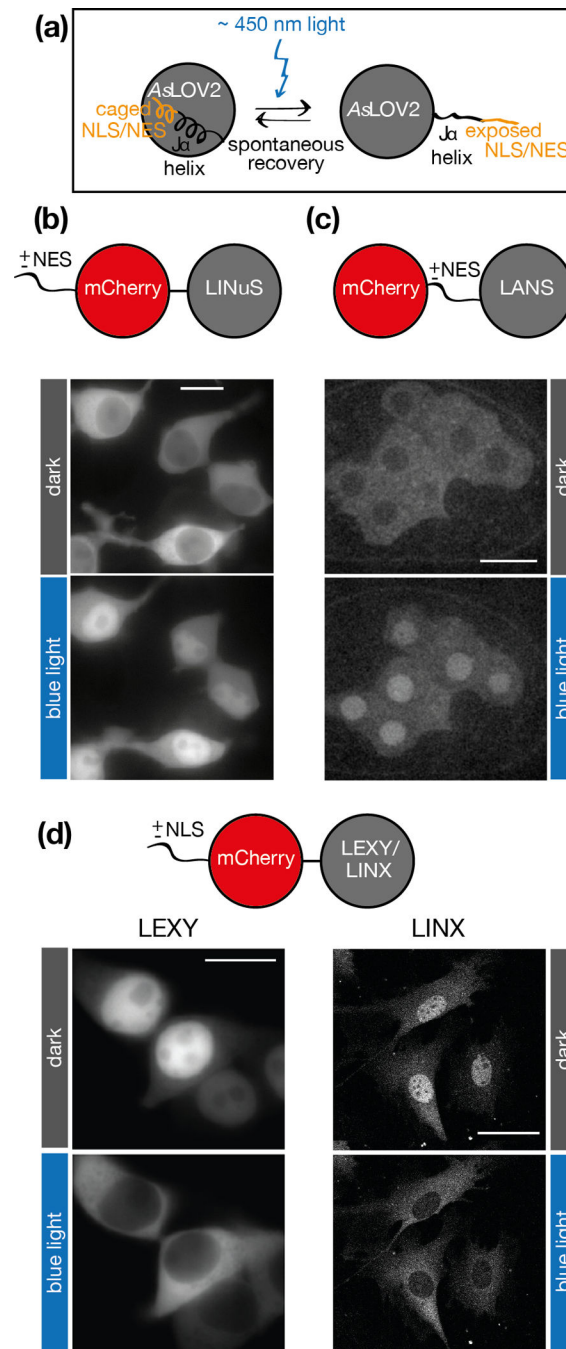 (a)
~ 450 nm light
AsLOV2
caged
NLS/NES
Jα
helix
spontaneous
recovery
AsLOV2
Jα
helix
exposed
NLS/NES
(b)
(c)
±NES
mCherry
LINuS
mCherry
±NES
LANS
dark
dark
blue light
blue light
(d)
±NLS
mCherry
LEXY/
LINX
LEXY
LINX
dark
dark
blue light
blue light